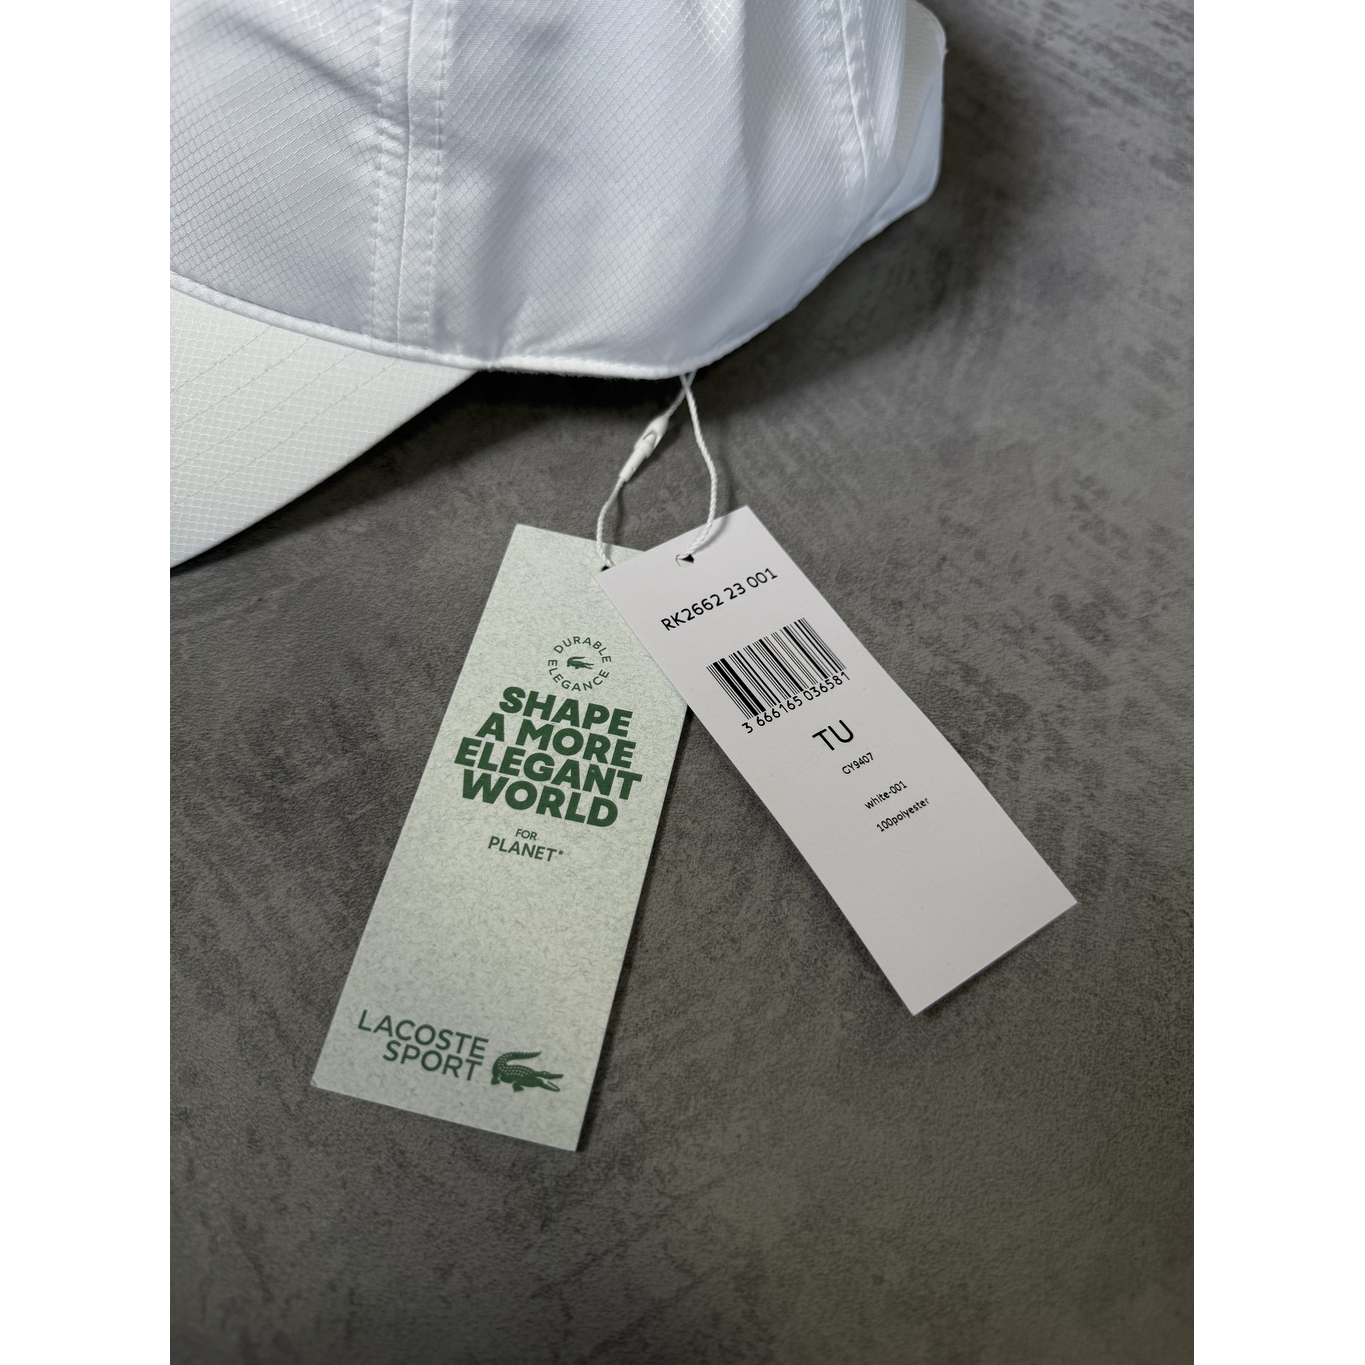 DURABLE
ELEGANCE
SHAPE
A MORE
ELEGANT
WORLD
FOR
PLANET*
LACOSTE
SPORT
RK2662 23 001
3 666165 036581
TU
CY9407
white-001
100polyester